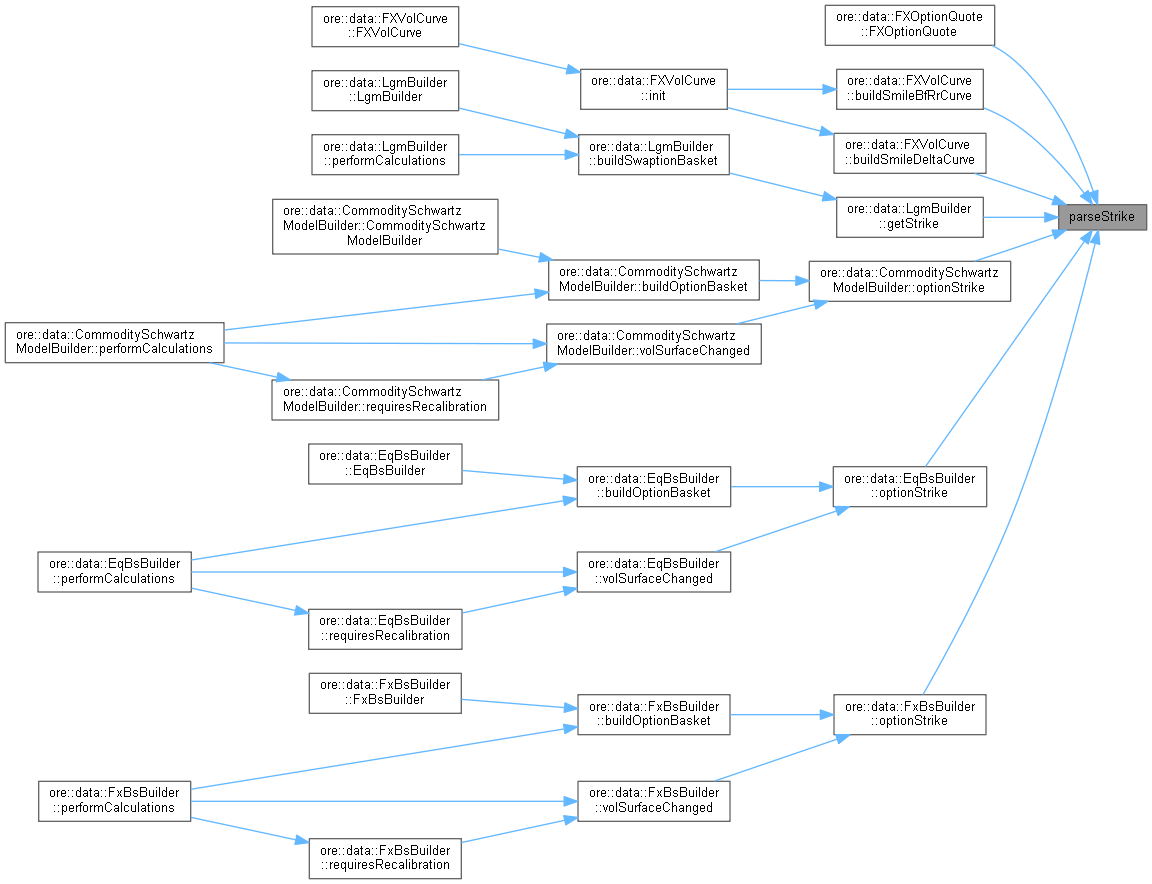 ore::data::FXVolCurve
::FXVolCurve
ore::data::FXOptionQuote
::FXOptionQuote
ore::data::LgmBuilder
::LgmBuilder
ore::data::FXVolCurve
::init
ore::data::FXVolCurve
::buildSmileBfRrCurve
ore::data::LgmBuilder
::performCalculations
ore::data::LgmBuilder
::buildSwaptionBasket
ore::data::FXVolCurve
::buildSmileDeltaCurve
ore::data::CommoditySchwartz
ModelBuilder::CommoditySchwartz
ModelBuilder
ore::data::LgmBuilder
::getStrike
parseStrike
ore::data::CommoditySchwartz
ModelBuilder::buildOptionBasket
ore::data::CommoditySchwartz
ModelBuilder::optionStrike
ore::data::CommoditySchwartz
ModelBuilder::performCalculations
ore::data::CommoditySchwartz
ModelBuilder::volSurfaceChanged
ore::data::CommoditySchwartz
ModelBuilder::requiresRecalibration
ore::data::EqBsBuilder
::EqBsBuilder
ore::data::EqBsBuilder
::buildOptionBasket
ore::data::EqBsBuilder
::optionStrike
ore::data::EqBsBuilder
::performCalculations
ore::data::EqBsBuilder
::volSurfaceChanged
ore::data::EqBsBuilder
::requiresRecalibration
ore::data::FxBsBuilder
::FxBsBuilder
ore::data::FxBsBuilder
::buildOptionBasket
ore::data::FxBsBuilder
::optionStrike
ore::data::FxBsBuilder
::performCalculations
ore::data::FxBsBuilder
::volSurfaceChanged
ore::data::FxBsBuilder
::requiresRecalibration